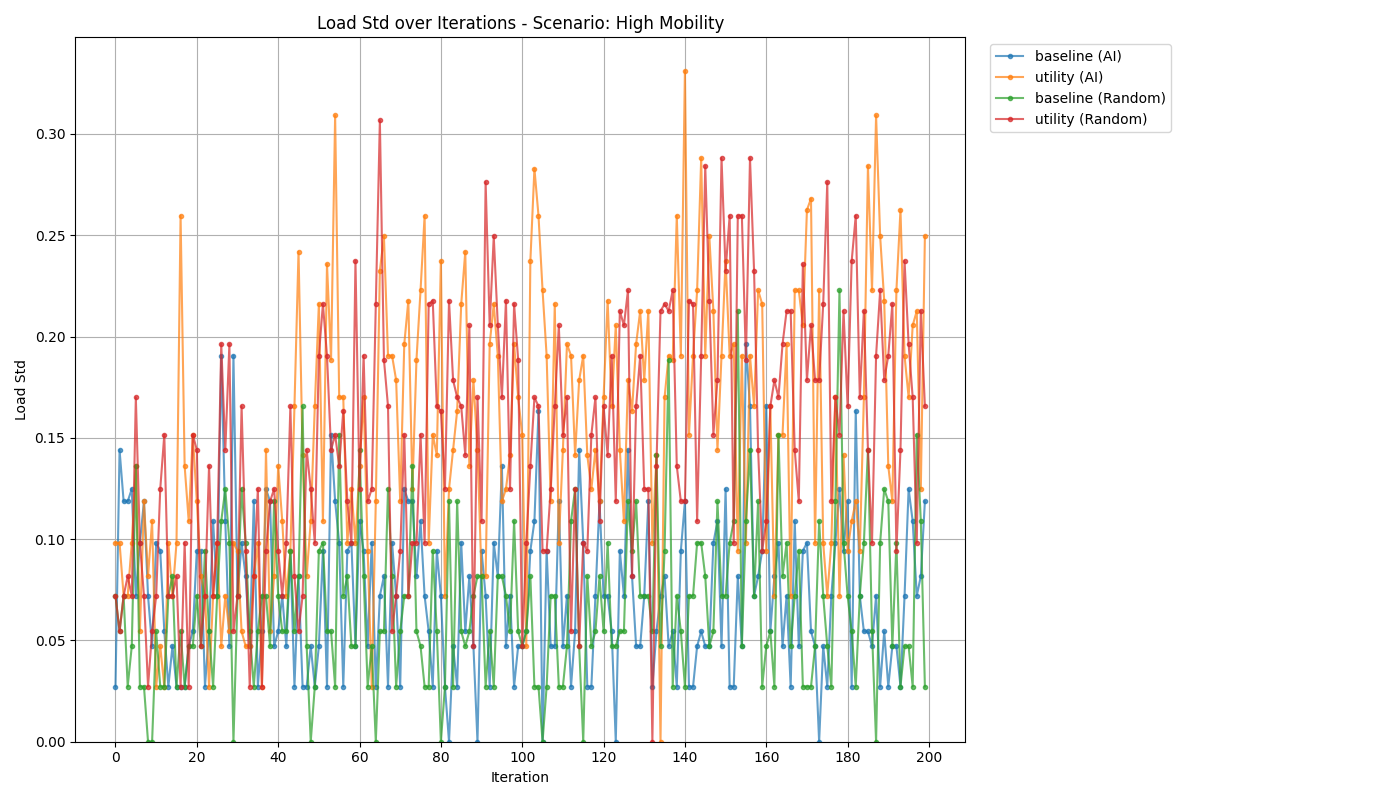 Load Std over Iterations - Scenario: High Mobility
baseline (AI)
utility (AI)
baseline (Random)
utility (Random)
Load Std
0.30
0.25
0.20
0.15
0.10
0.05
0.00
0 20 40 60 80 100 120 140 160 180 200
Iteration